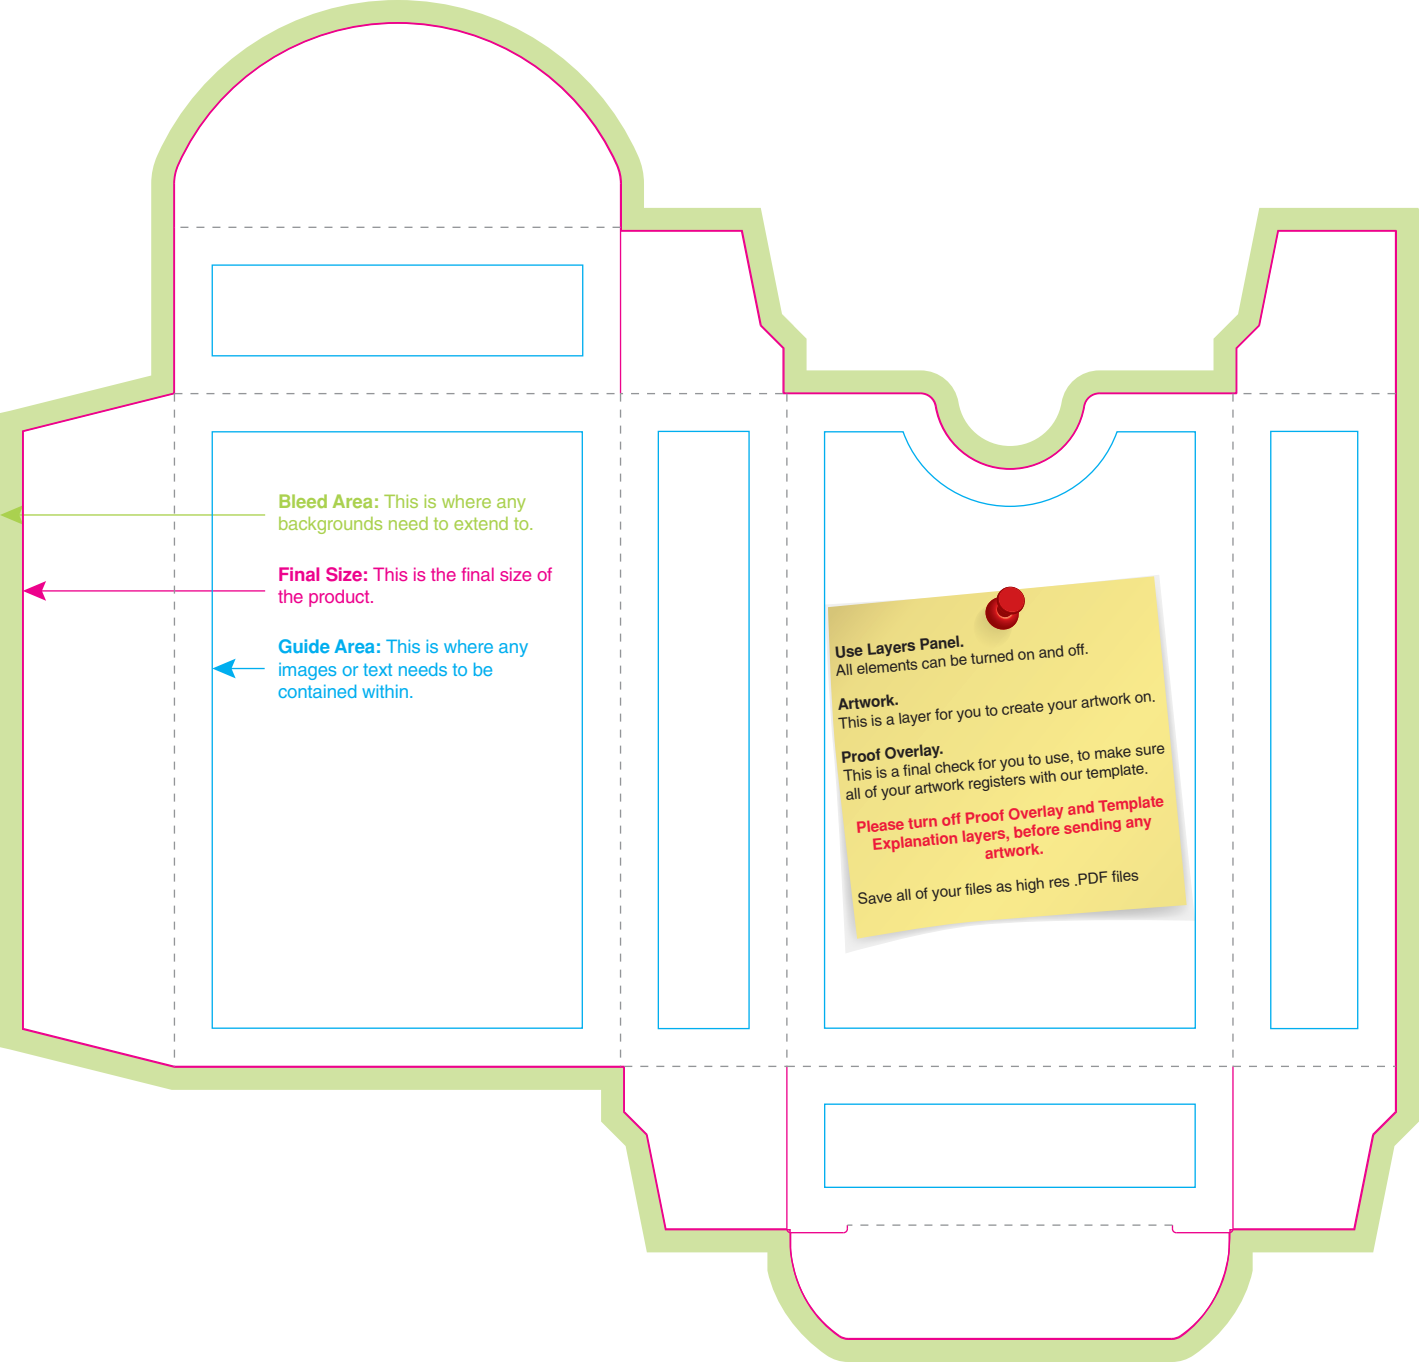 Bleed Area: This is where any
backgrounds need to extend to.
Final Size: This is the final size of
the product.
Guide Area: This is where any
images or text needs to be
contained within.
Use Layers Panel.
All elements can be turned on and off.
Artwork.
This is a layer for you to create your artwork on.
Proof Overlay.
This is a final check for you to use, to make sure
all of your artwork registers with our template.
Please turn off Proof Overlay and Template
Explanation layers, before sending any
artwork.
Save all of your files as high res .PDF files